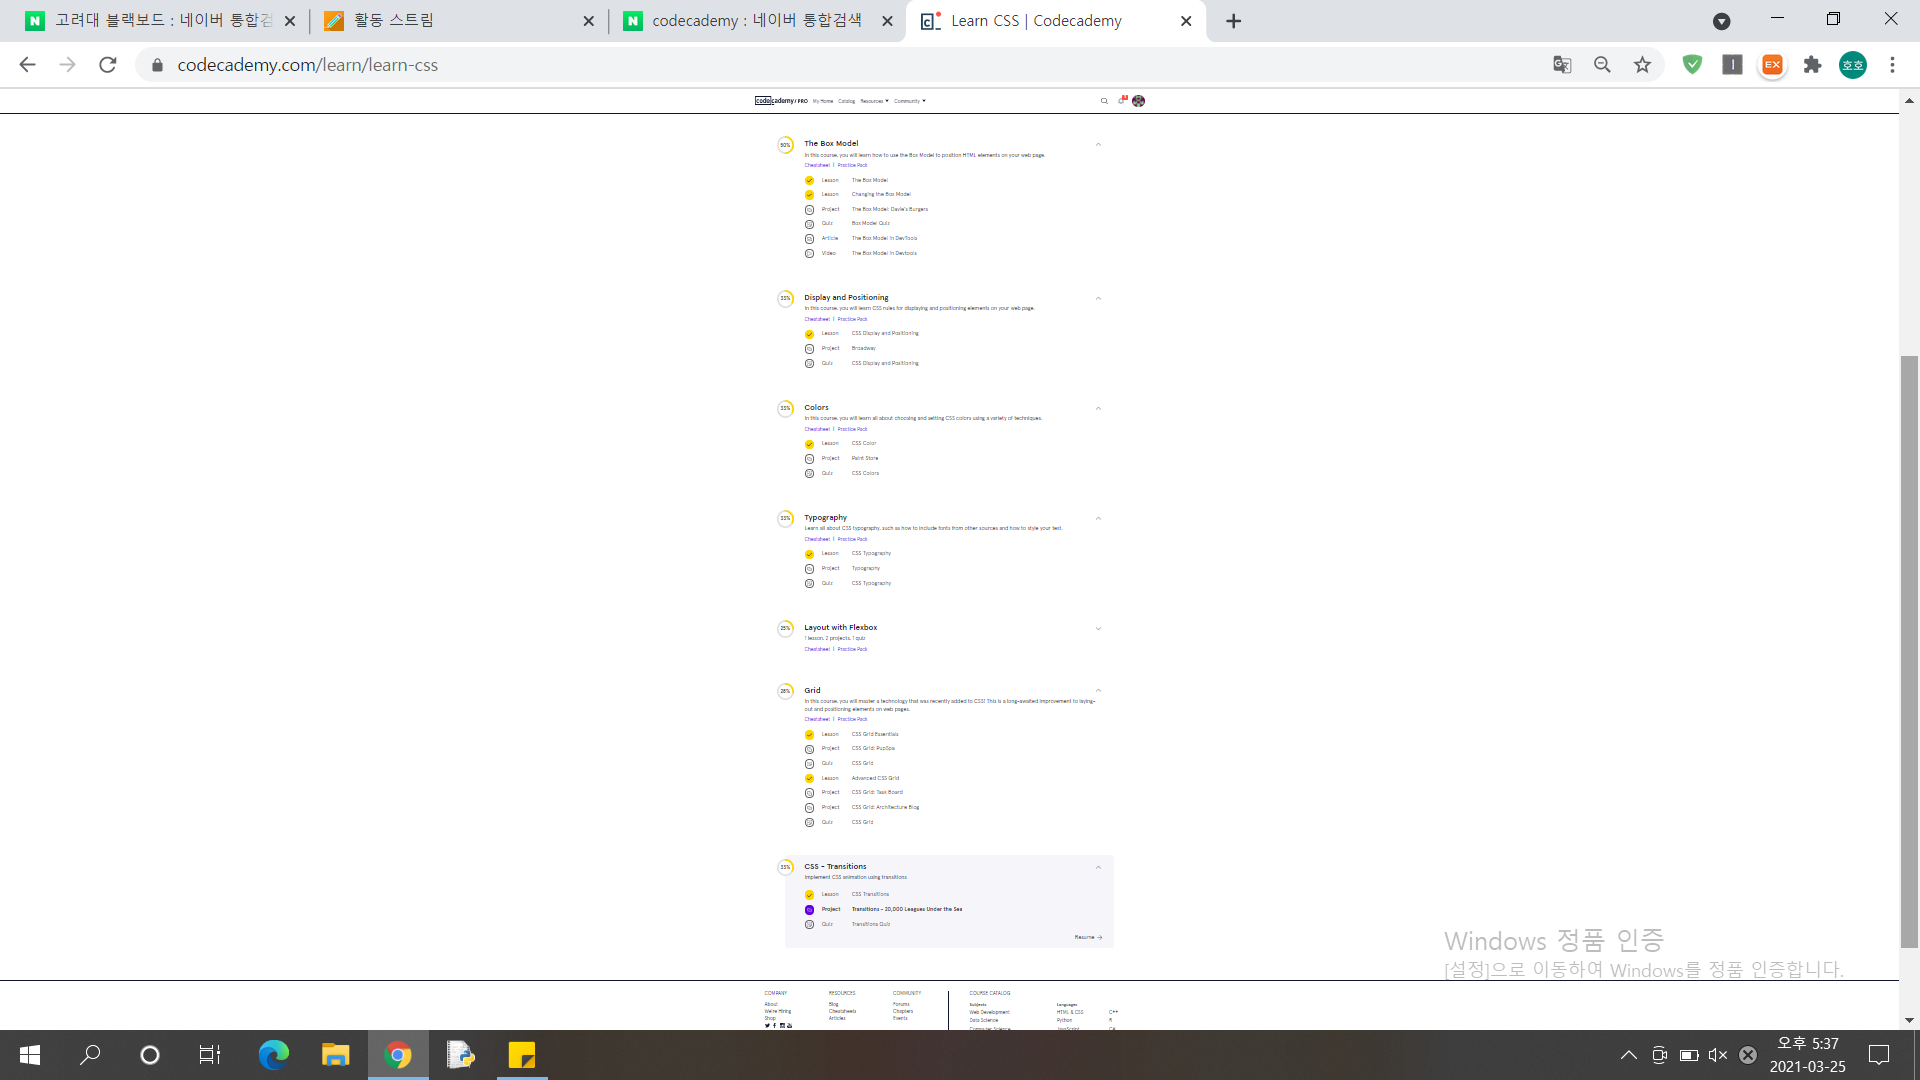 고려대 블랙보드 : 네이버 통합검
활동 스트림
codecademy : 네이버 통합검색
Learn CSS | Codecademy
codecademy.com/learn/learn-css
EX
호호
codecademy / PRO My Home Catalog Resources Community
50% The Box Model
In this course, you will learn how to use the Box Model to position HTML elements on your web page.
Cheatsheet | Practice Pack
Lesson The Box Model
Lesson Changing the Box Model
Project The Box Model: Davie's Burgers
Quiz Box Model Quiz
Article The Box Model in DevTools
Video The Box Model in Devtools
33% Display and Positioning
In this course, you will learn CSS rules for displaying and positioning elements on your web page.
Cheatsheet | Practice Pack
Lesson CSS Display and Positioning
Project Broadway
Quiz CSS Display and Positioning
33% Colors
In this course, you will learn all about choosing and setting CSS colors using a variety of techniques.
Cheatsheet | Practice Pack
Lesson CSS Color
Project Paint Store
Quiz CSS Colors
33% Typography
Learn all about CSS typography, such as how to include fonts from other sources and how to style your text.
Cheatsheet | Practice Pack
Lesson CSS Typography
Project Typography
Quiz CSS Typography
25% Layout with Flexbox
1 lesson, 2 projects, 1 quiz
Cheatsheet | Practice Pack
28% Grid
In this course, you will master a technology that was recently added to CSS! This is a long-awaited improvement to laying-
out and positioning elements on web pages.
Cheatsheet | Practice Pack
Lesson CSS Grid Essentials
Project CSS Grid: PupSpa
Quiz CSS Grid
Lesson Advanced CSS Grid
Project CSS Grid: Task Board
Project CSS Grid: Architecture Blog
Quiz CSS Grid
33% CSS - Transitions
Implement CSS animation using transitions
Lesson CSS Transitions
Project Transitions - 20,000 Leagues Under the Sea
Quiz Transitions Quiz
Resume →
Windows 정품 인증
[설정]으로 이동하여 Windows를 정품 인증합니다.
COMPANY RESOURCES COMMUNITY COURSE CATALOG
About Blog Forums Subjects Languages
We're Hiring Cheatsheets Chapters Web Development HTML & CSS C++
Shop Articles Events Data Science Python R
Computer Science JavaScript C#
오후 5:37
2021-03-25